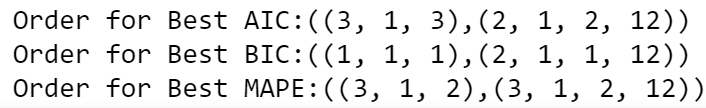 Order for Best AIC:((3, 1, 3),(2, 1, 2, 12))
Order for Best BIC:((1, 1, 1),(2, 1, 1, 12))
Order for Best MAPE:((3, 1, 2),(3, 1, 2, 12))